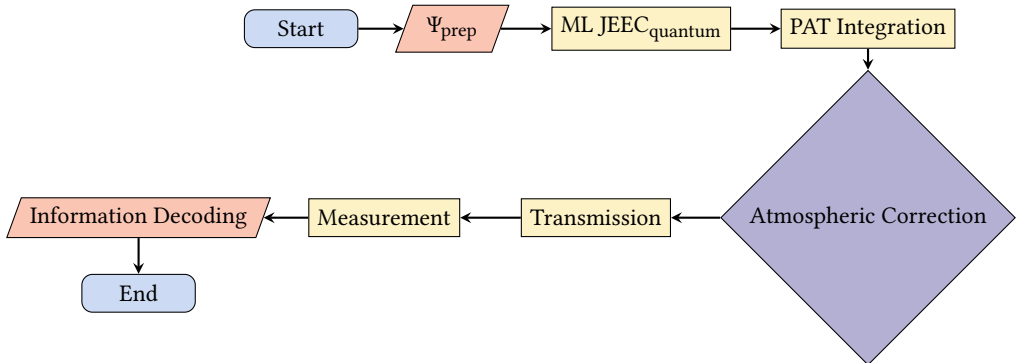 Start
Ψprep
ML JEECquantum
PAT Integration
Atmospheric Correction
Transmission
Measurement
Information Decoding
End